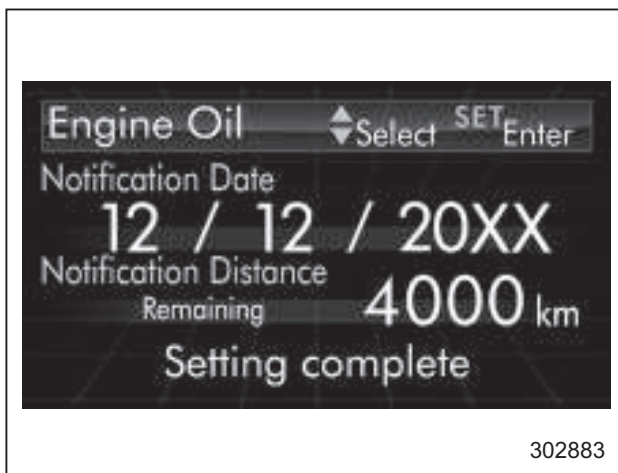 Engine Oil Select SET Enter
Notification Date
12 / 12 / 20XX
Notification Distance
Remaining 4000 km
Setting complete
302883